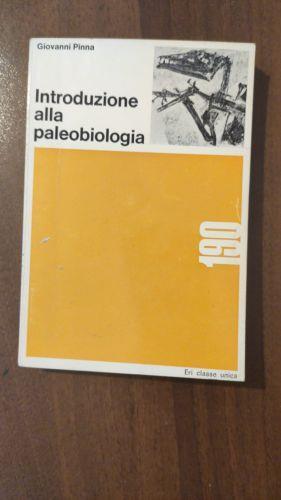 Giovanni Pinna
Introduzione
alla
paleobiologia
190
Eri classe unica